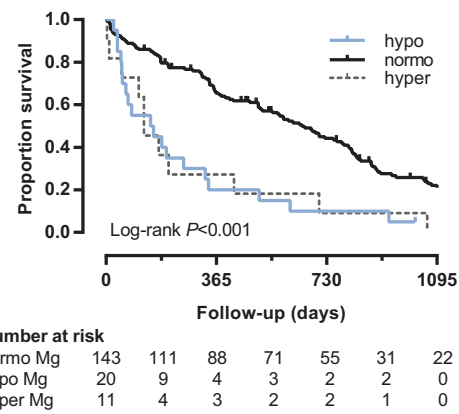 1.0
0.8
0.6
0.4
0.2
0.0
Proportion survival
hypo
normo
hyper
Log-rank P<0.001
0 365 730 1095
Follow-up (days)
umber at risk
rmo Mg 143 111 88 71 55 31 22
po Mg 20 9 4 3 2 2 0
per Mg 11 4 3 2 2 1 0